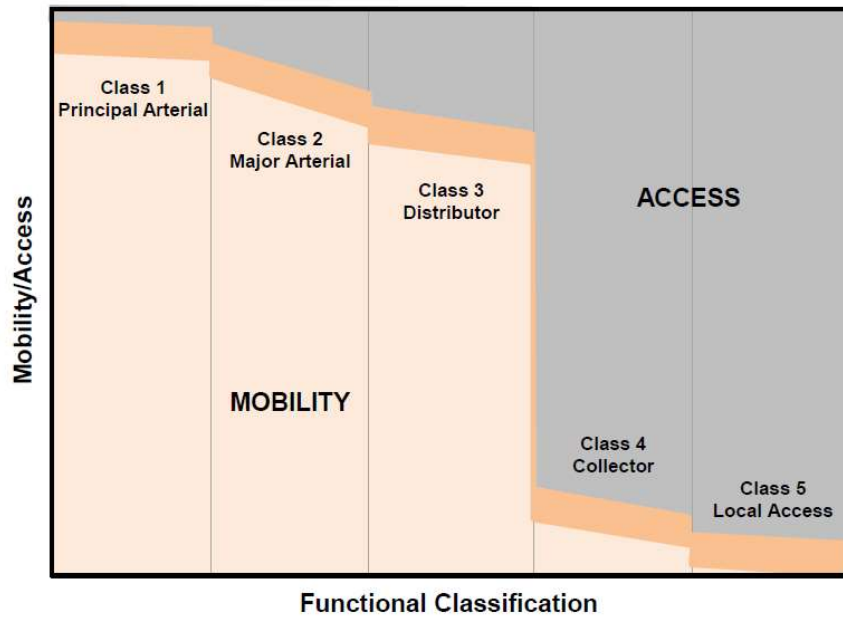 Class 1
Principal Arterial
Class 2
Major Arterial
Class 3
Distributor
ACCESS
Mobility/Access
MOBILITY
Class 4
Collector
Class 5
Local Access
Functional Classification